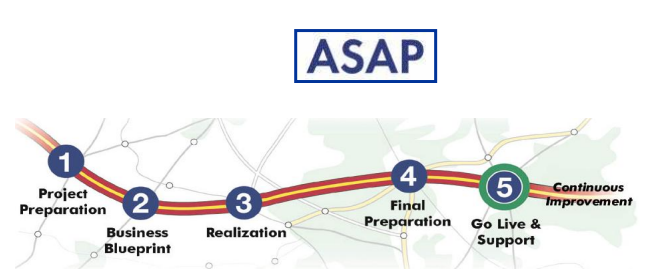 ASAP
1
Project
Preparation
2
Business
Blueprint
3
Realization
4
Final
Preparation
5
Go Live &
Support
Continuous
Improvement